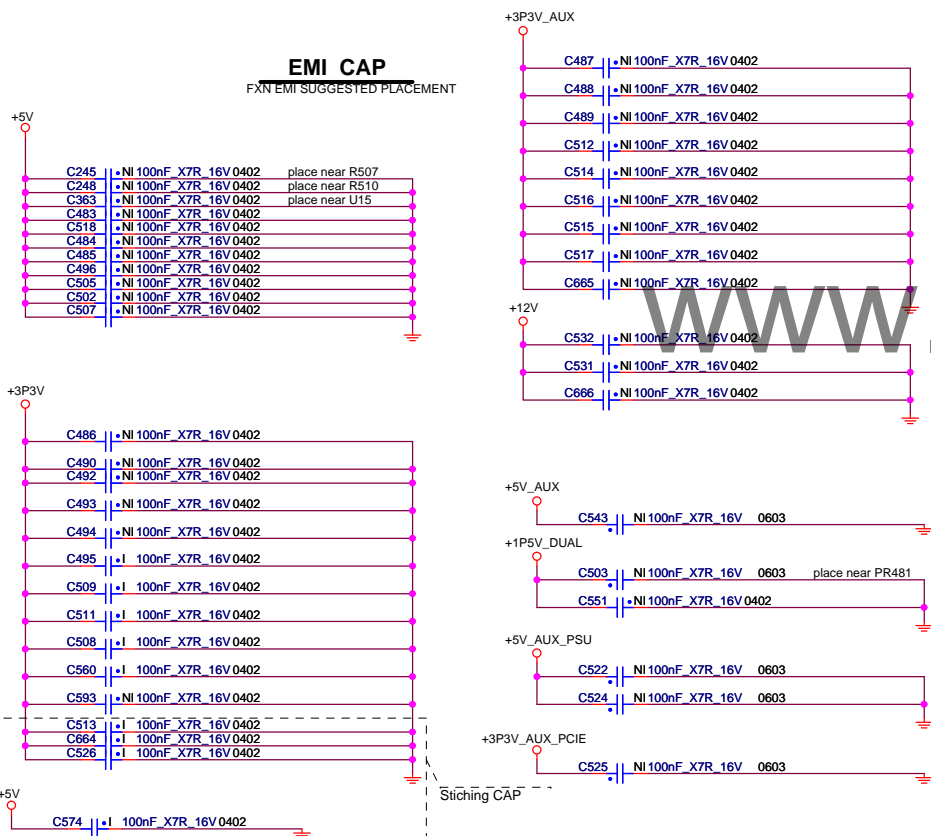 EMI CAP
FXN EMI SUGGESTED PLACEMENT
+5V
C245 NI 100nF_X7R_16V 0402 place near R507
C248 NI 100nF_X7R_16V 0402 place near R510
C363 NI 100nF_X7R_16V 0402 place near U15
C483 NI 100nF_X7R_16V 0402
C518 NI 100nF_X7R_16V 0402
C484 NI 100nF_X7R_16V 0402
C485 NI 100nF_X7R_16V 0402
C496 NI 100nF_X7R_16V 0402
C505 NI 100nF_X7R_16V 0402
C502 NI 100nF_X7R_16V 0402
C507 NI 100nF_X7R_16V 0402
+3P3V
C486 NI 100nF_X7R_16V 0402
C490 NI 100nF_X7R_16V 0402
C492 NI 100nF_X7R_16V 0402
C493 NI 100nF_X7R_16V 0402
C494 NI 100nF_X7R_16V 0402
C495 I 100nF_X7R_16V 0402
C509 I 100nF_X7R_16V 0402
C511 I 100nF_X7R_16V 0402
C508 I 100nF_X7R_16V 0402
C560 I 100nF_X7R_16V 0402
C593 NI 100nF_X7R_16V 0402
C513 I 100nF_X7R_16V 0402
C664 I 100nF_X7R_16V 0402
C526 I 100nF_X7R_16V 0402
Stiching CAP
+5V
C574 I 100nF_X7R_16V 0402
+3P3V_AUX
C487 NI 100nF_X7R_16V 0402
C488 NI 100nF_X7R_16V 0402
C489 NI 100nF_X7R_16V 0402
C512 NI 100nF_X7R_16V 0402
C514 NI 100nF_X7R_16V 0402
C516 NI 100nF_X7R_16V 0402
C515 NI 100nF_X7R_16V 0402
C517 NI 100nF_X7R_16V 0402
C665 NI 100nF_X7R_16V 0402
www
+12V
C532 NI 100nF_X7R_16V 0402
C531 NI 100nF_X7R_16V 0402
C666 NI 100nF_X7R_16V 0402
+5V_AUX
C543 NI 100nF_X7R_16V 0603
+1P5V_DUAL
C503 NI 100nF_X7R_16V 0603 place near PR481
C551 NI 100nF_X7R_16V 0402
+5V_AUX_PSU
C522 NI 100nF_X7R_16V 0603
C524 NI 100nF_X7R_16V 0603
+3P3V_AUX_PCIE
C525 NI 100nF_X7R_16V 0603